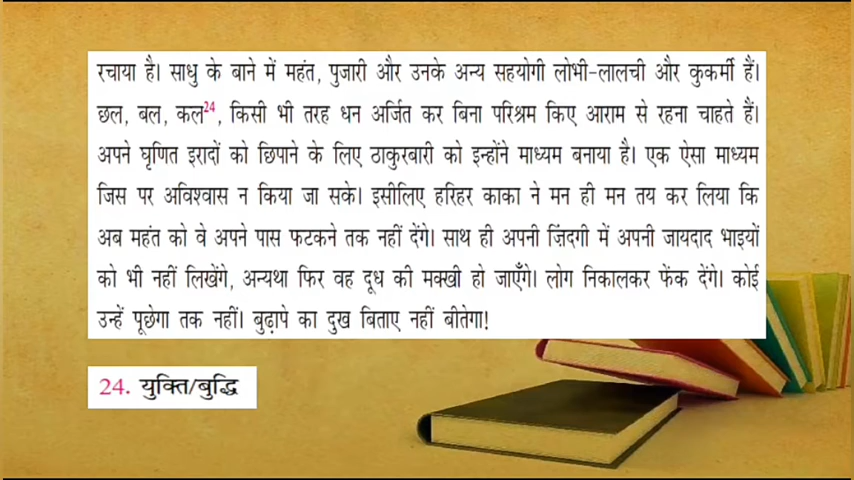 रचाया है। साधु के बाने में महंत, पुजारी और उनके अन्य सहयोगी लोभी-लालची और कुकर्मी हैं।
छल, बल, कल24, किसी भी तरह धन अर्जित कर बिना परिश्रम किए आराम से रहना चाहते हैं।
अपने घृणित इरादों को छिपाने के लिए ठाकुरबारी को इन्होंने माध्यम बनाया है। एक ऐसा माध्यम
जिस पर अविश्वास न किया जा सके। इसीलिए हरिहर काका ने मन ही मन तय कर लिया कि
अब महंत को वे अपने पास फटकने तक नहीं देंगे। साथ ही अपनी ज़िंदगी में अपनी जायदाद भाइयों
को भी नहीं लिखेंगे, अन्यथा फिर वह दूध की मक्खी हो जाएँगे। लोग निकालकर फेंक देंगे। कोई
उन्हें पूछेगा तक नहीं। बुढ़ापे का दुख बिताए नहीं बीतेगा!
24. युक्ति/बुद्धि